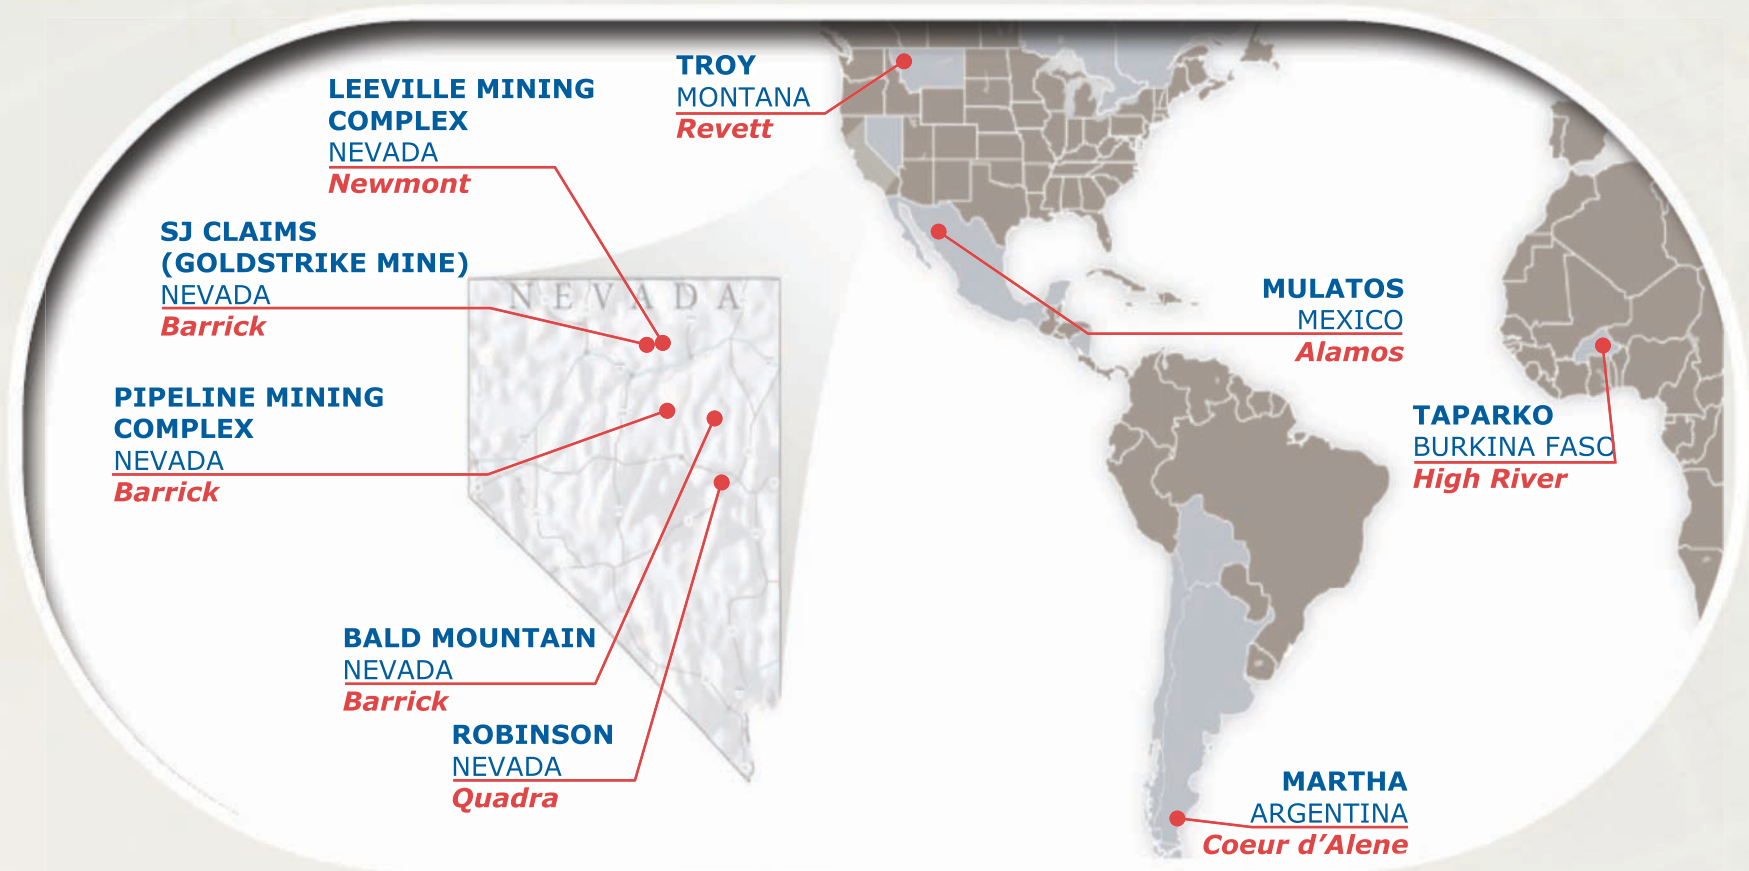 TROY
MONTANA
Revett
LEEVILLE MINING
COMPLEX
NEVADA
Newmont
SJ CLAIMS
(GOLDSTRIKE MINE)
NEVADA
Barrick
NEVADA
MULATOS
MEXICO
Alamos
PIPELINE MINING
COMPLEX
NEVADA
Barrick
TAPARKO
BURKINA FASO
High River
BALD MOUNTAIN
NEVADA
Barrick
ROBINSON
NEVADA
Quadra
MARTHA
ARGENTINA
Coeur d’Alene